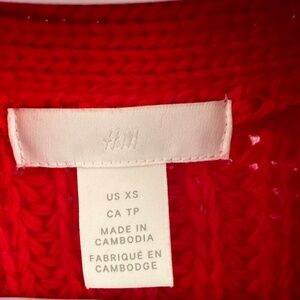 H&M
US XS
CA TP
MADE IN
CAMBODIA
FABRIQUÉ EN
CAMBODGE